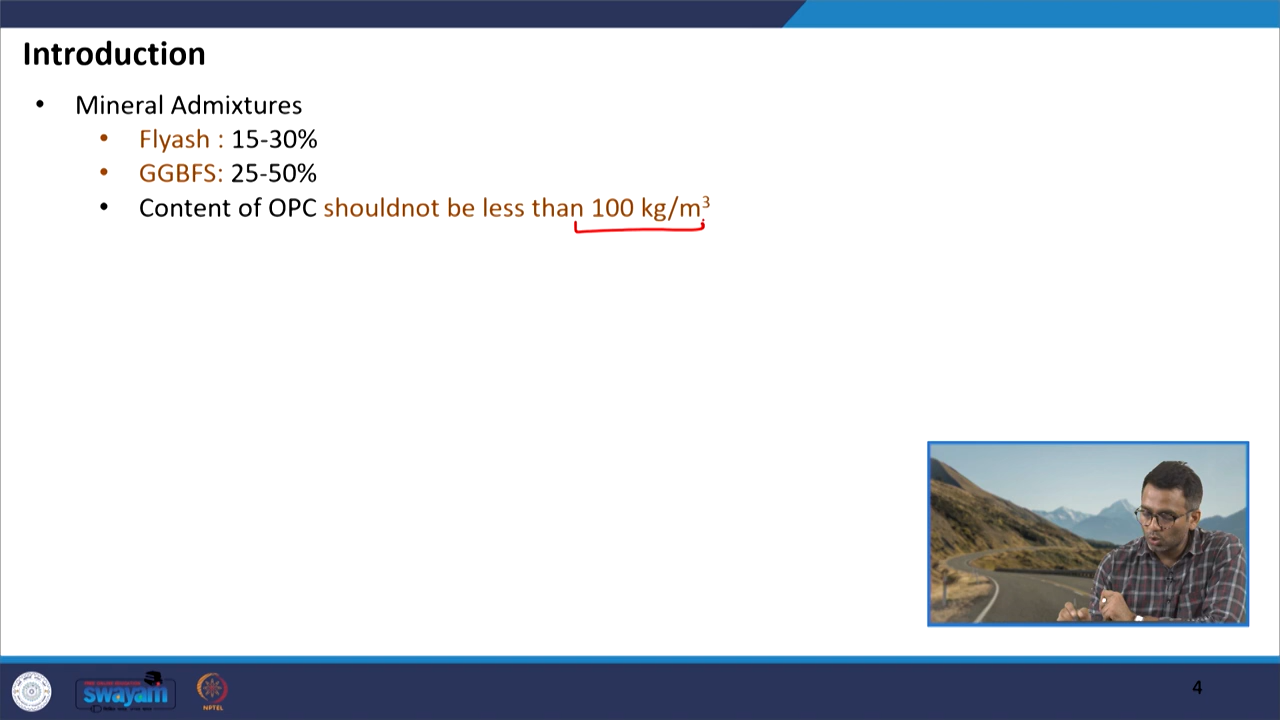 Introduction
• Mineral Admixtures
• Flyash : 15-30%
• GGBFS: 25-50%
• Content of OPC shouldnot be less than 100 kg/m³
swayam
NPTEL
4